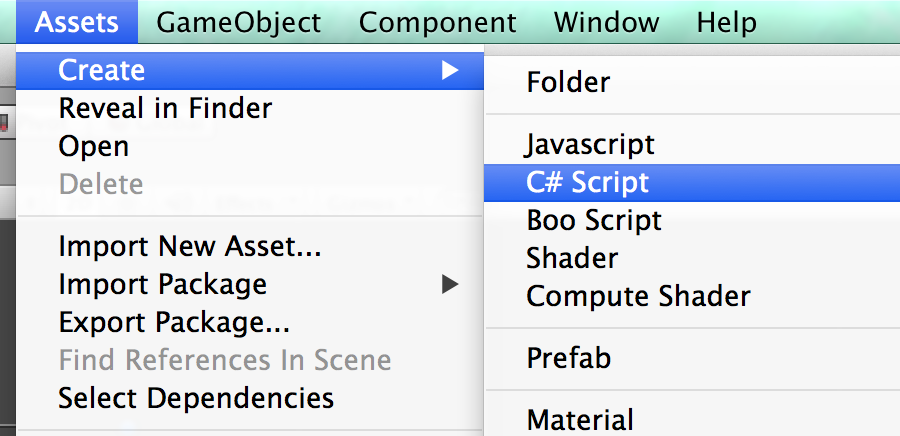 Assets GameObject Component Window Help
Create
Reveal in Finder
Open
Delete
Import New Asset...
Import Package
Export Package...
Find References In Scene
Select Dependencies
Folder
Javascript
C# Script
Boo Script
Shader
Compute Shader
Prefab
Material